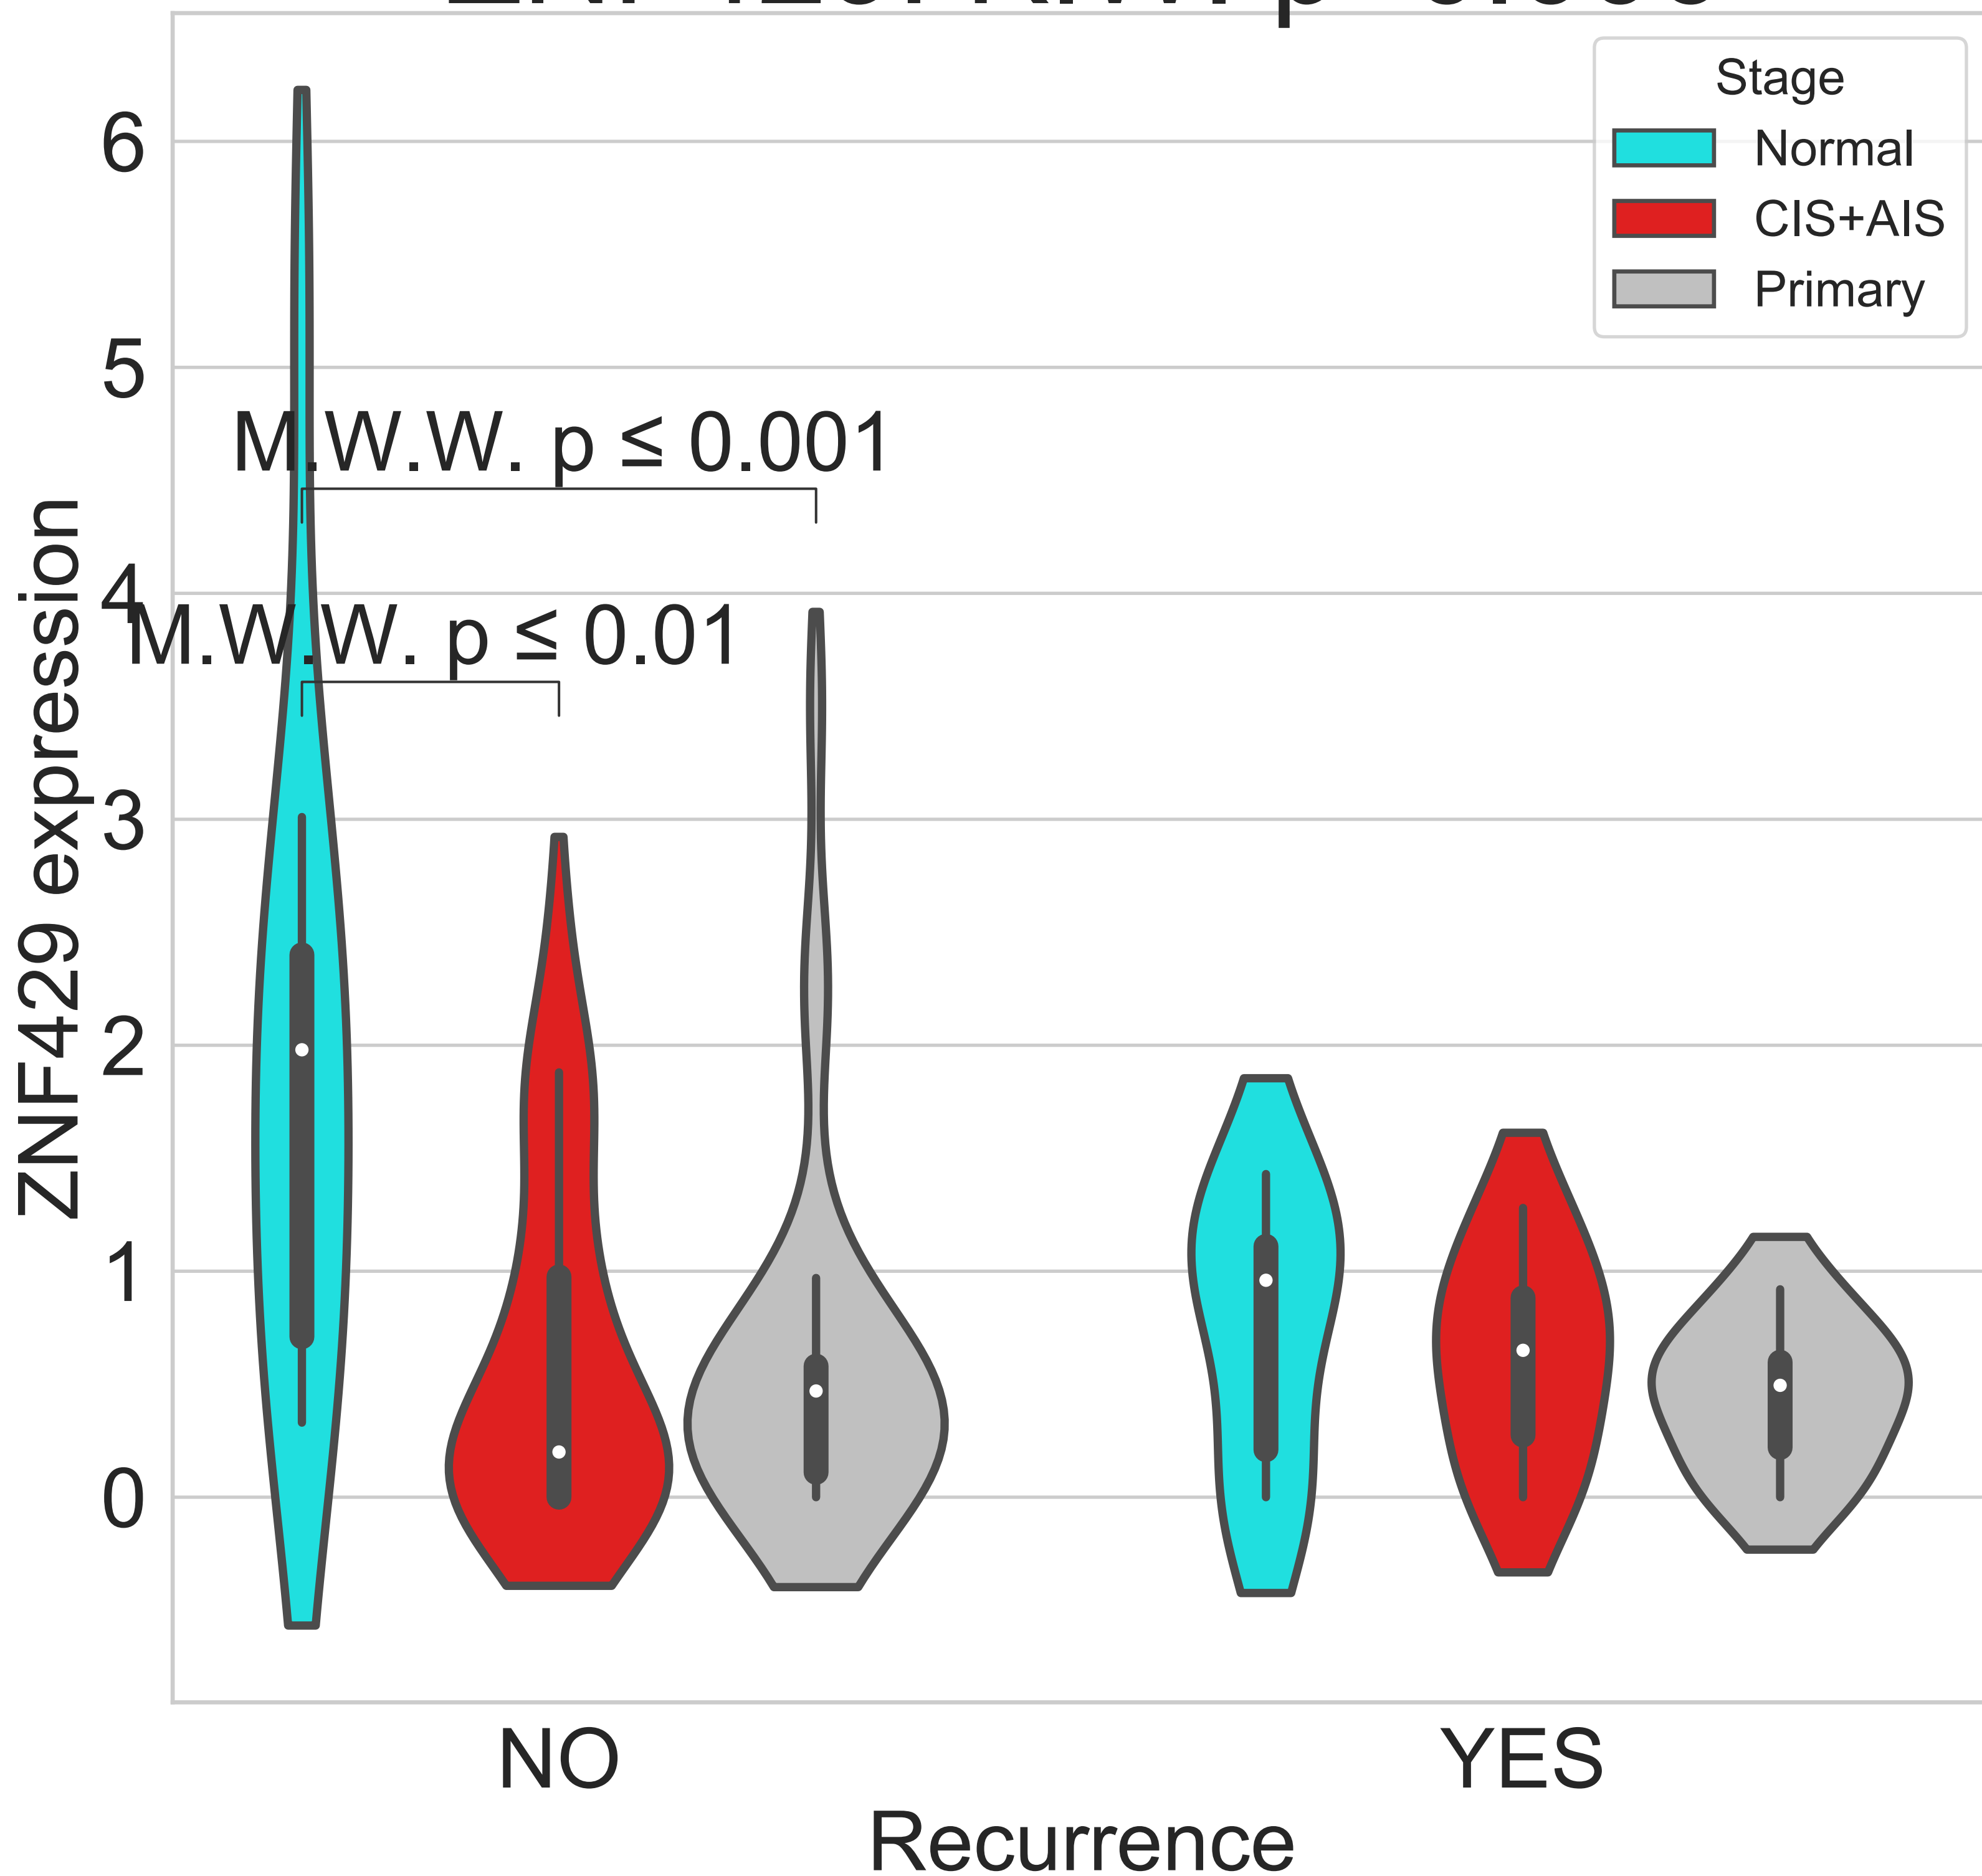 Stage
Normal
CIS+AIS
Primary
6
5
4
3
2
1
0
M.W.W. p ≤ 0.001
M.W.W. p ≤ 0.01
ZNF429 expression
NO
YES
Recurrence